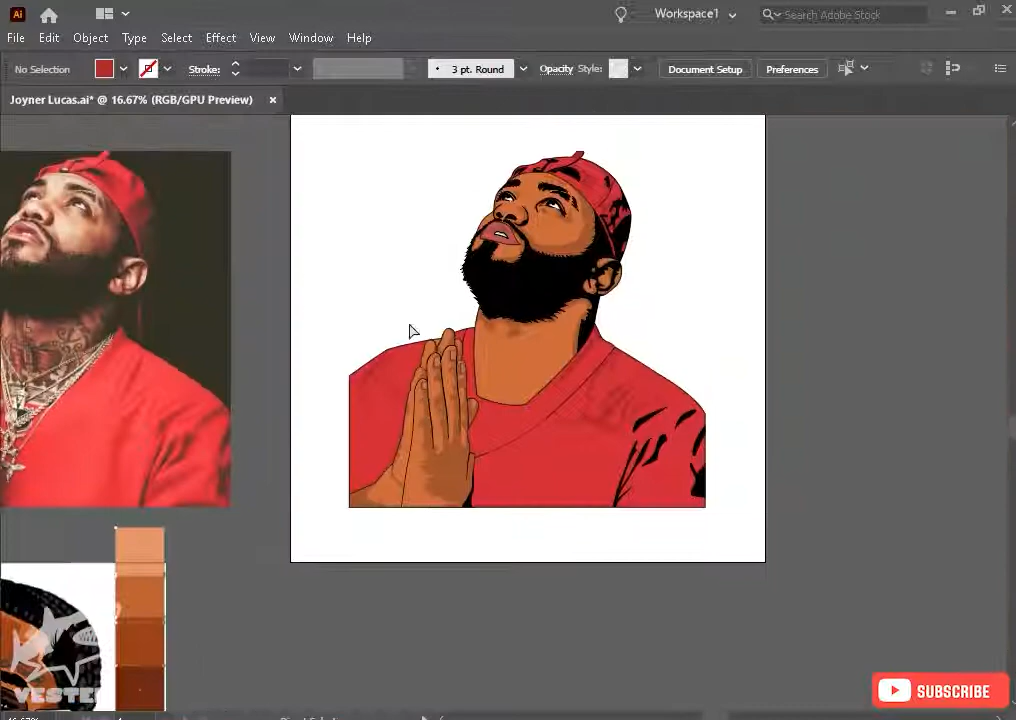 Ai
Workspace1
Search Adobe Stock
File Edit Object Type Select Effect View Window Help
No Selection
Stroke:
3 pt. Round
Opacity Style:
Document Setup
Preferences
Joyner Lucas.ai* @ 16.67% (RGB/GPU Preview)
SUBSCRIBE